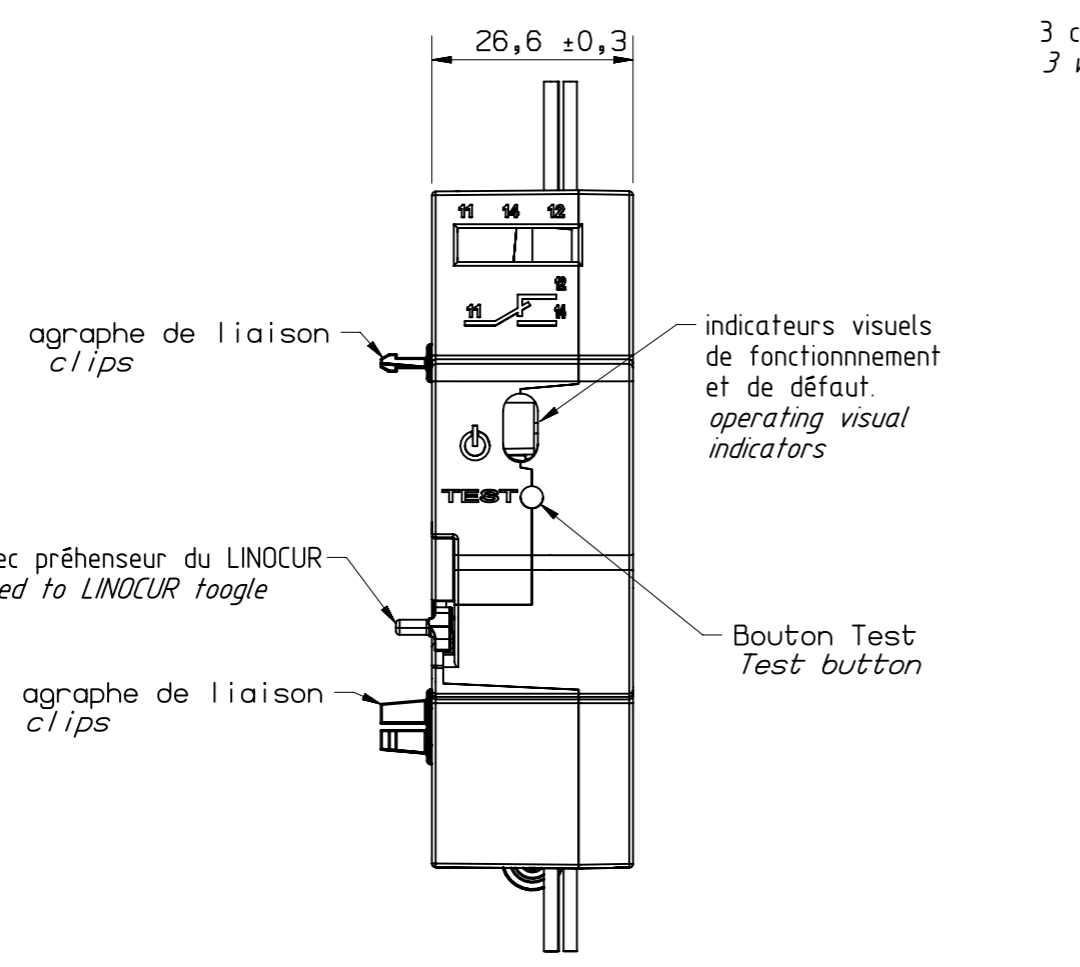 26,6 ±0,3
3 c
3
11 14 12
12
11 14
agraphe de liaison
clips
indicateurs visuels
de fonctionnnement
et de défaut.
operating visual
indicators
TEST
ec préhenseur du LINOCUR
ed to LINOCUR toogle
Bouton Test
Test button
agraphe de liaison
clips